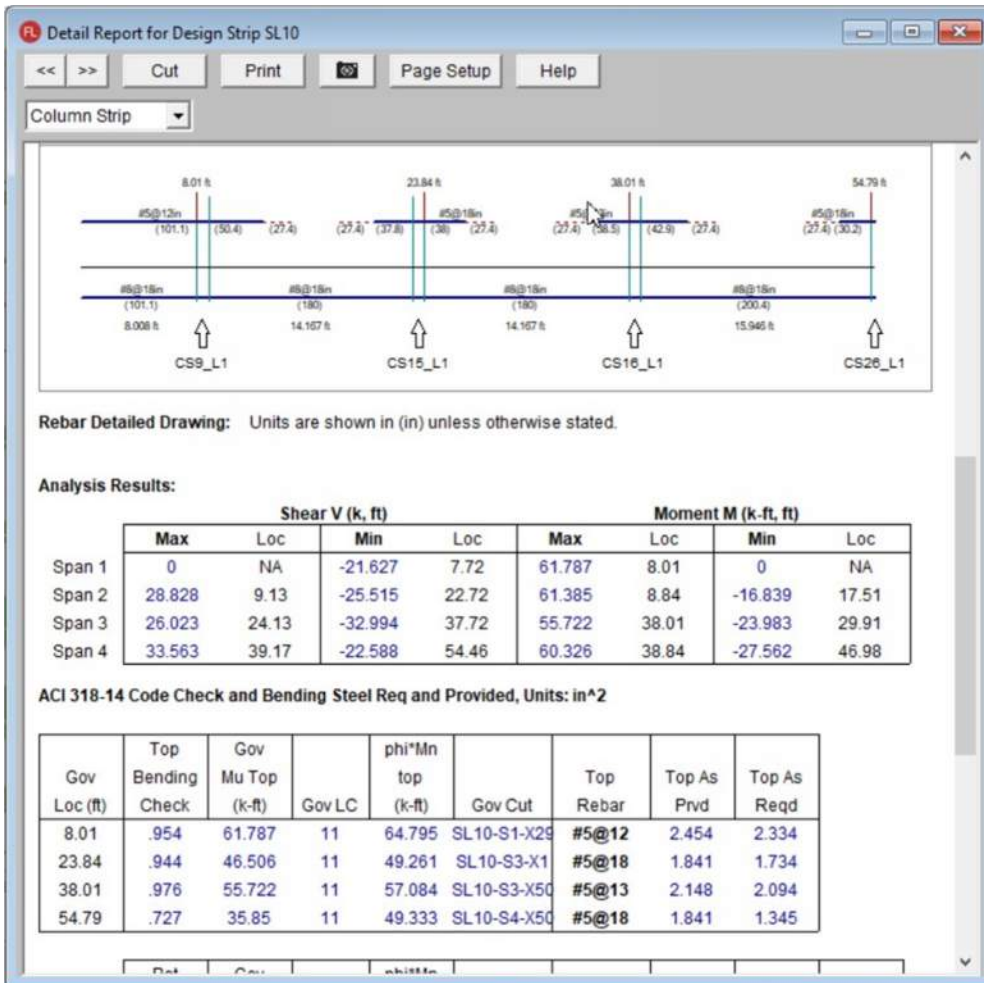 FL Detail Report for Design Strip SL10
<< >> Cut Print Page Setup Help
Column Strip
8.01 ft 23.84 ft 38.01 ft 54.79 ft
#5@12in #5@18in #5@18in
(101.1) (50.4) (27.4) (27.4) (37.8) (38) (27.4) (27.4) (38.5) (42.9) (27.4) (27.4) (30.2)
#8@18in #8@18in #8@18in #8@18in
(101.1) (180) (180) (200.4)
8.008 ft 14.167 ft 14.167 ft 15.946 ft
CS9_L1 CS15_L1 CS16_L1 CS26_L1
Rebar Detailed Drawing: Units are shown in (in) unless otherwise stated.
Analysis Results:
Shear V (k, ft) Moment M (k-ft, ft)
Max Loc Min Loc Max Loc Min Loc
Span 1 0 NA -21.627 7.72 61.787 8.01 0 NA
Span 2 28.828 9.13 -25.515 22.72 61.385 8.84 -16.839 17.51
Span 3 26.023 24.13 -32.994 37.72 55.722 38.01 -23.983 29.91
Span 4 33.563 39.17 -22.588 54.46 60.326 38.84 -27.562 46.98
ACI 318-14 Code Check and Bending Steel Req and Provided, Units: in^2
Top Gov phi*Mn
Gov Bending Mu Top top Top Top As Top As
Loc (ft) Check (k-ft) Gov LC (k-ft) Gov Cut Rebar Prvd Reqd
8.01 .954 61.787 11 64.795 SL10-S1-X29 #5@12 2.454 2.334
23.84 .944 46.506 11 49.261 SL10-S3-X1 #5@18 1.841 1.734
38.01 .976 55.722 11 57.084 SL10-S3-X50 #5@13 2.148 2.094
54.79 .727 35.85 11 49.333 SL10-S4-X50 #5@18 1.841 1.345